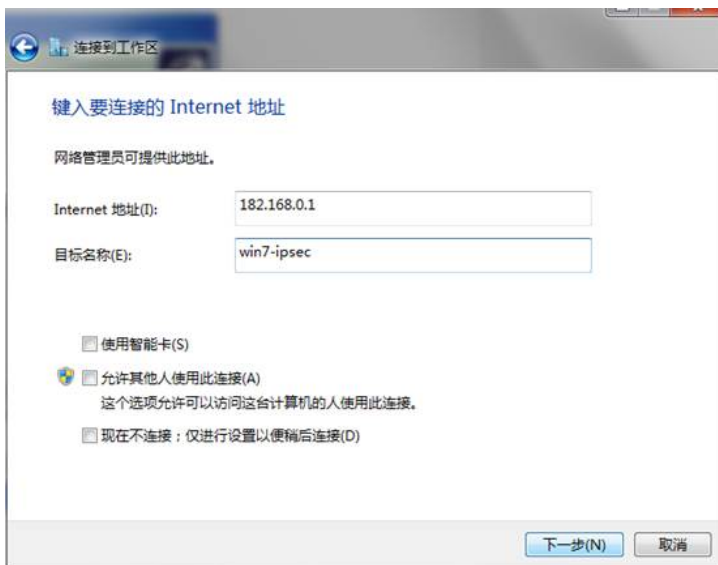 连接到工作区
键入要连接的 Internet 地址
网络管理员可提供此地址。
Internet 地址(I):
182.168.0.1
目标名称(E):
win7-ipsec
使用智能卡(S)
允许其他人使用此连接(A)
这个选项允许可以访问这台计算机的人使用此连接。
现在不连接；仅进行设置以便稍后连接(D)
下一步(N)
取消